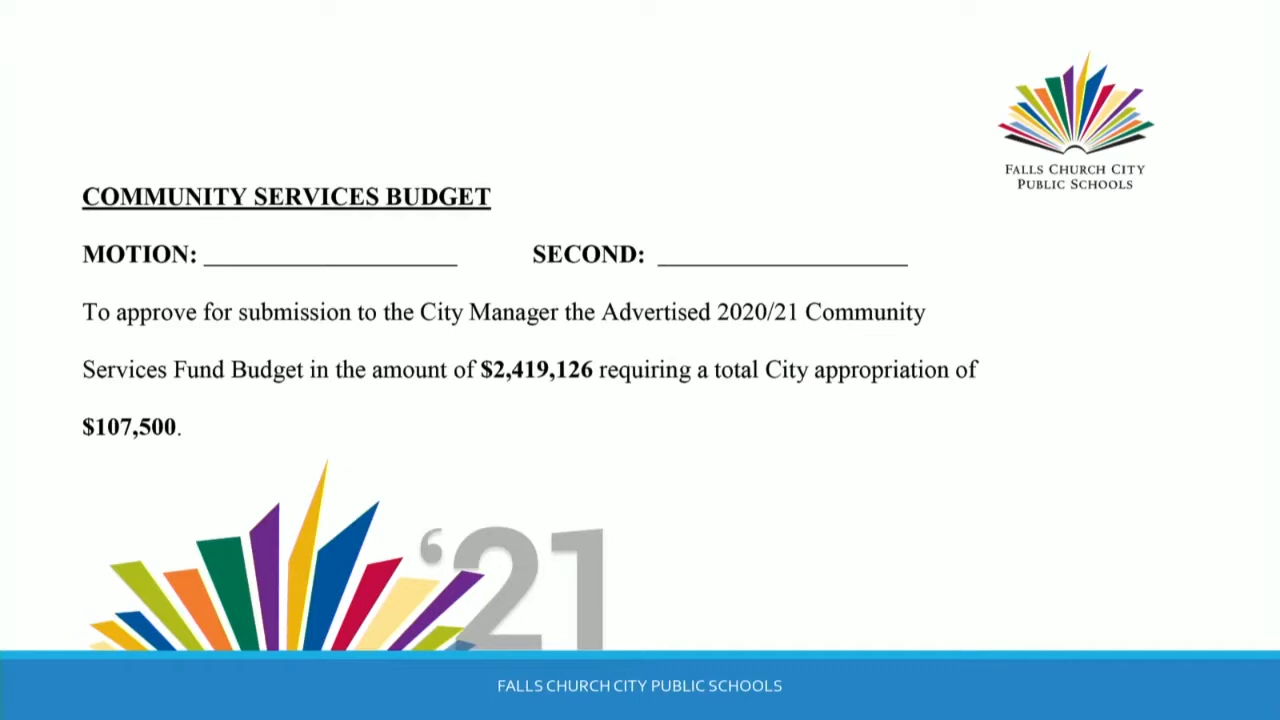 FALLS CHURCH CITY
PUBLIC SCHOOLS
COMMUNITY SERVICES BUDGET
MOTION: ____________________ SECOND: ____________________
To approve for submission to the City Manager the Advertised 2020/21 Community
Services Fund Budget in the amount of $2,419,126 requiring a total City appropriation of
$107,500.
‘21
FALLS CHURCH CITY PUBLIC SCHOOLS